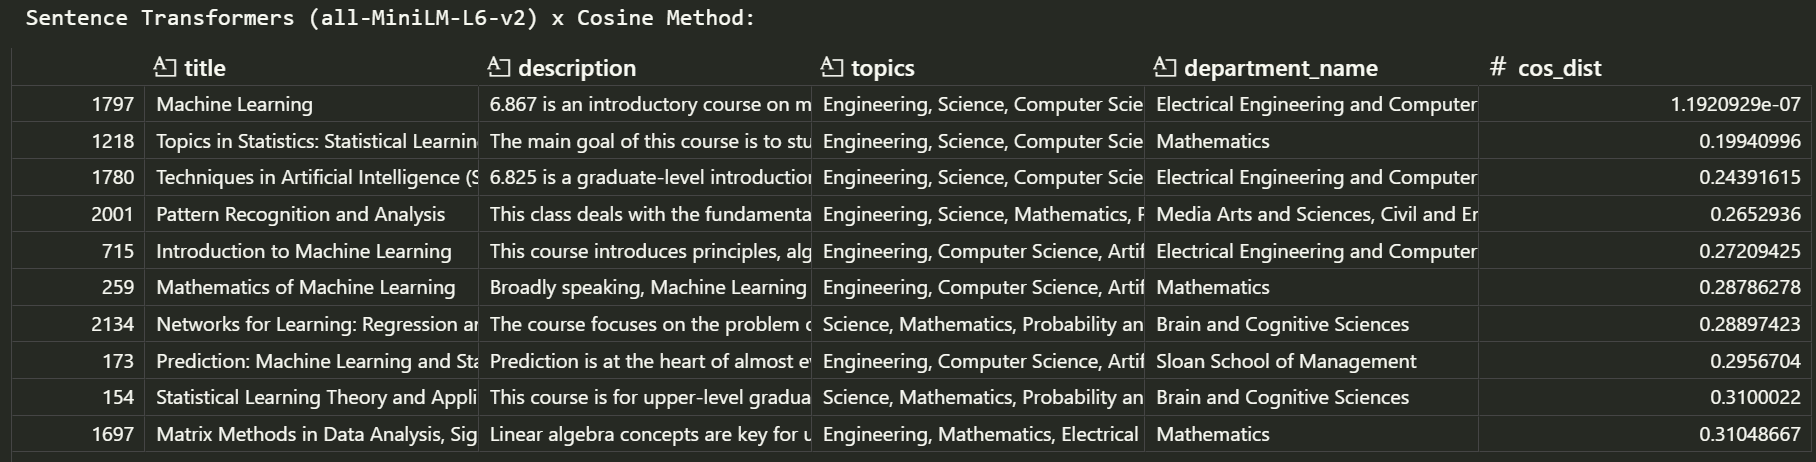 Sentence Transformers (all-MiniLM-L6-v2) x Cosine Method:
title description topics department_name # cos_dist
1797 Machine Learning 6.867 is an introductory course on m Engineering, Science, Computer Scie Electrical Engineering and Computer 1.1920929e-07
1218 Topics in Statistics: Statistical Learnin The main goal of this course is to stu Engineering, Science, Computer Scie Mathematics 0.19940996
1780 Techniques in Artificial Intelligence (S 6.825 is a graduate-level introduction Engineering, Science, Computer Scie Electrical Engineering and Computer 0.24391615
2001 Pattern Recognition and Analysis This class deals with the fundamenta Engineering, Science, Mathematics, P Media Arts and Sciences, Civil and En 0.2652936
715 Introduction to Machine Learning This course introduces principles, alg Engineering, Computer Science, Artif Electrical Engineering and Computer 0.27209425
259 Mathematics of Machine Learning Broadly speaking, Machine Learning Engineering, Computer Science, Artif Mathematics 0.28786278
2134 Networks for Learning: Regression an The course focuses on the problem o Science, Mathematics, Probability an Brain and Cognitive Sciences 0.28897423
173 Prediction: Machine Learning and Sta Prediction is at the heart of almost ev Engineering, Computer Science, Artif Sloan School of Management 0.2956704
154 Statistical Learning Theory and Appli This course is for upper-level gradua Science, Mathematics, Probability an Brain and Cognitive Sciences 0.3100022
1697 Matrix Methods in Data Analysis, Sig Linear algebra concepts are key for u Engineering, Mathematics, Electrical Mathematics 0.31048667